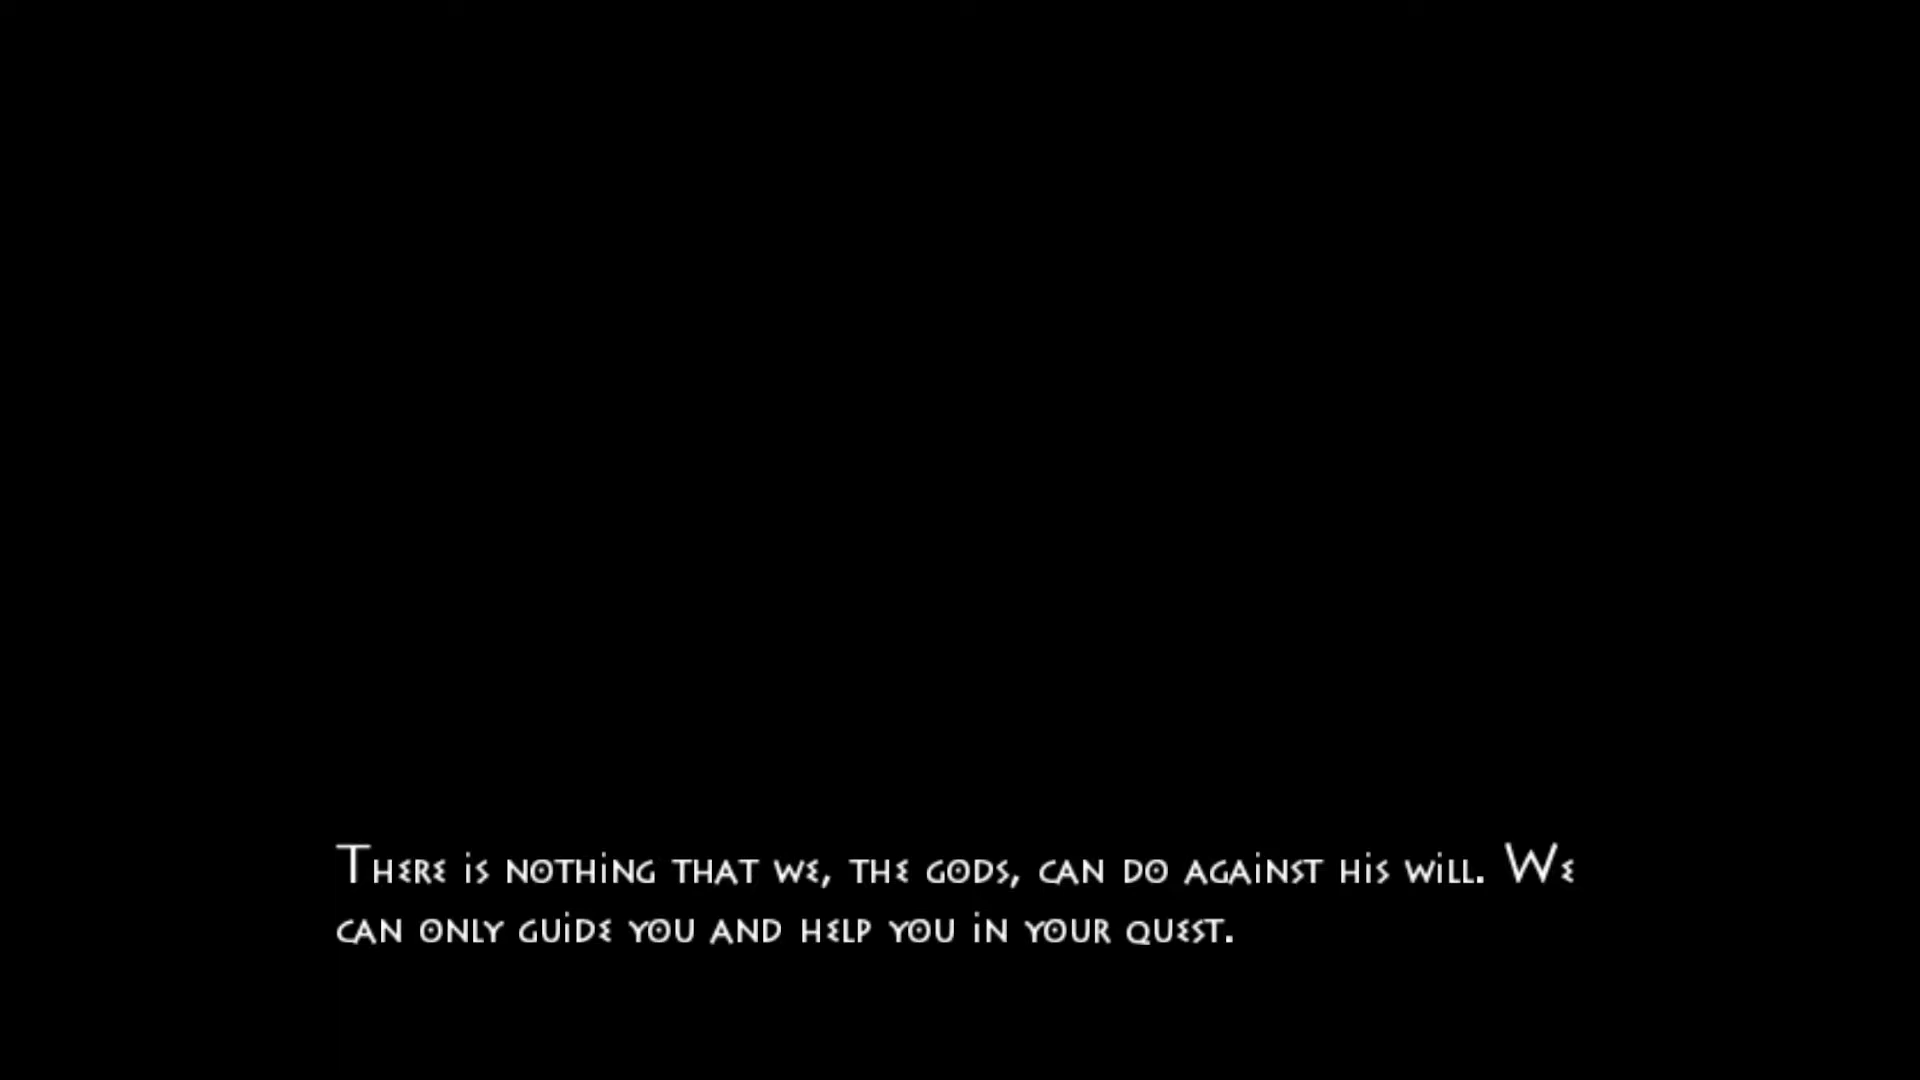 There is nothing that we, the gods, can do against his will. We
can only guide you and help you in your quest.